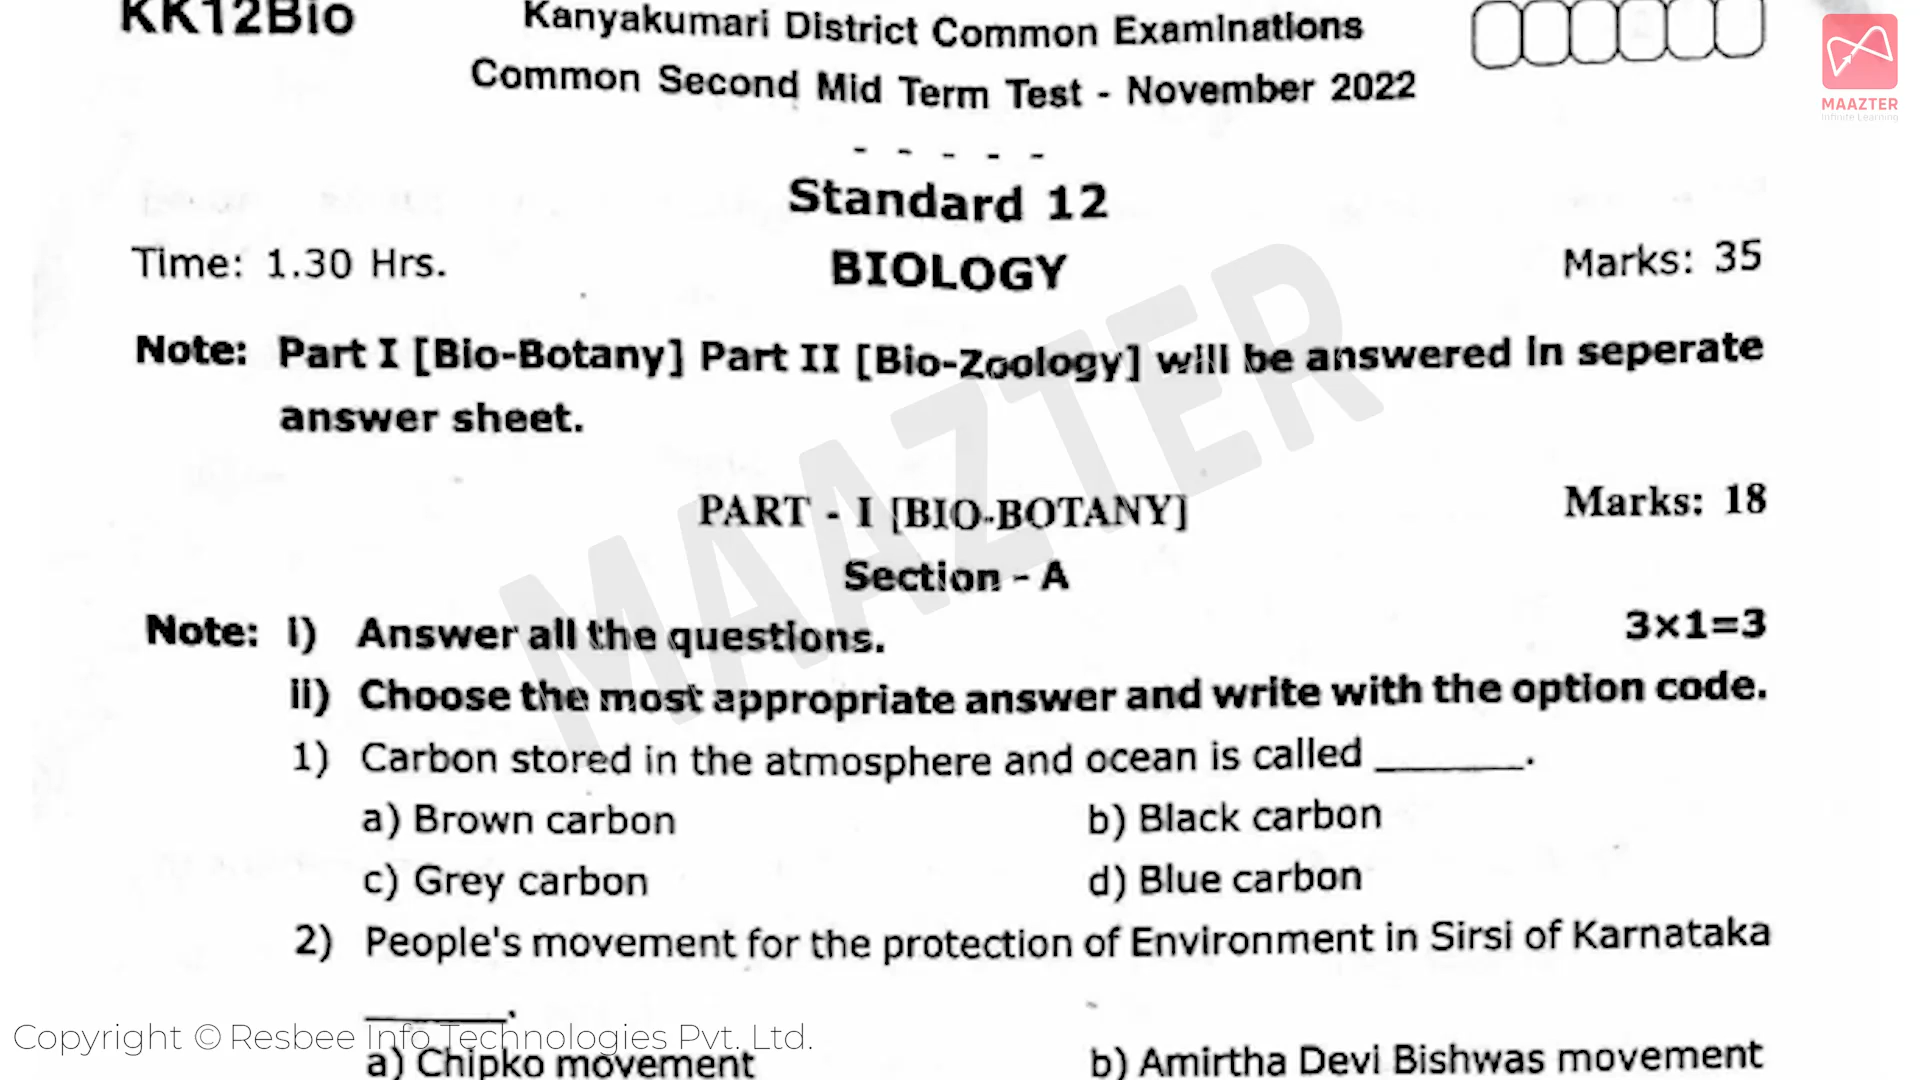 KK12Bio
Kanyakumari District Common Examinations
Common Second Mid Term Test - November 2022
- - - - -
MAAZTER
Infinite Learning
Standard 12
Time: 1.30 Hrs.
BIOLOGY
Marks: 35
Note: Part I [Bio-Botany] Part II [Bio-Zoology] will be answered in seperate
answer sheet.
MAAZTER
PART - I [BIO-BOTANY]
Marks: 18
Section - A
Note: i) Answer all the questions.
3×1=3
ii) Choose the most appropriate answer and write with the option code.
1) Carbon stored in the atmosphere and ocean is called ______.
a) Brown carbon
b) Black carbon
c) Grey carbon
d) Blue carbon
2) People's movement for the protection of Environment in Sirsi of Karnataka
______.
Copyright © Resbee Info Technologies Pvt. Ltd.
a) Chipko movement
b) Amirtha Devi Bishwas movement